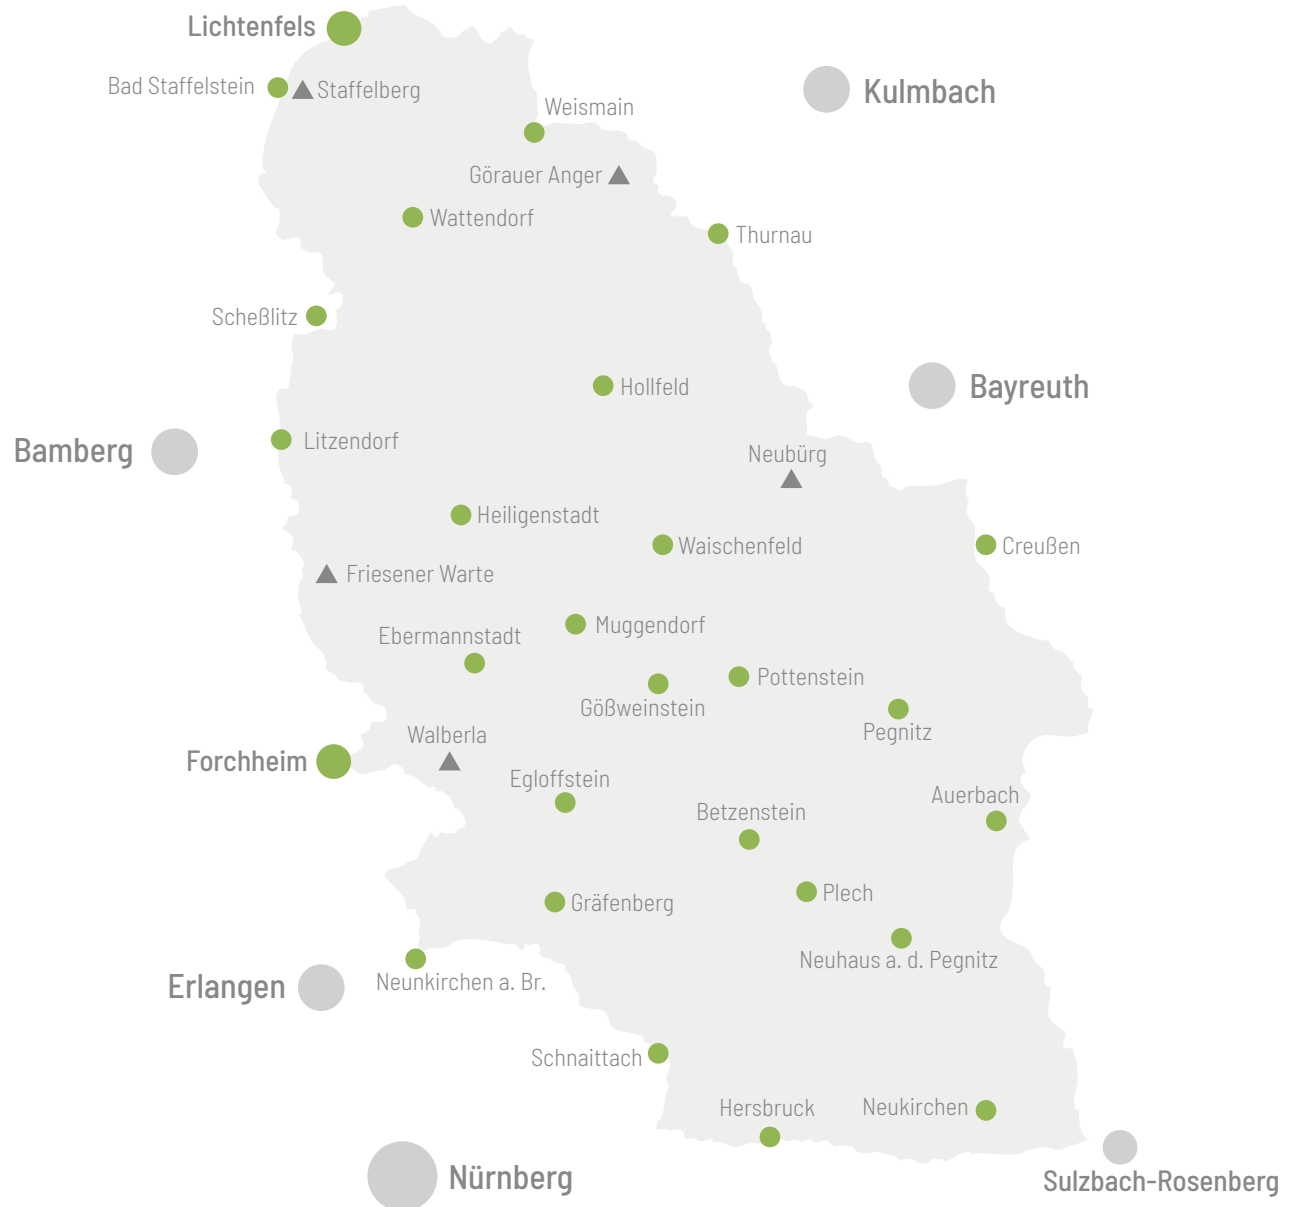 Lichtenfels
Bad Staffelstein
Staffelberg
Kulmbach
Weismain
Görauer Anger
Wattendorf
Thurnau
Scheßlitz
Hollfeld
Bayreuth
Bamberg
Litzendorf
Neubürg
Heiligenstadt
Waischenfeld
Creußen
Friesener Warte
Muggendorf
Ebermannstadt
Pottenstein
Gößweinstein
Pegnitz
Walberla
Forchheim
Egloffstein
Auerbach
Betzenstein
Plech
Gräfenberg
Neuhaus a. d. Pegnitz
Neunkirchen a. Br.
Erlangen
Schnaittach
Hersbruck
Neukirchen
Nürnberg
Sulzbach-Rosenberg